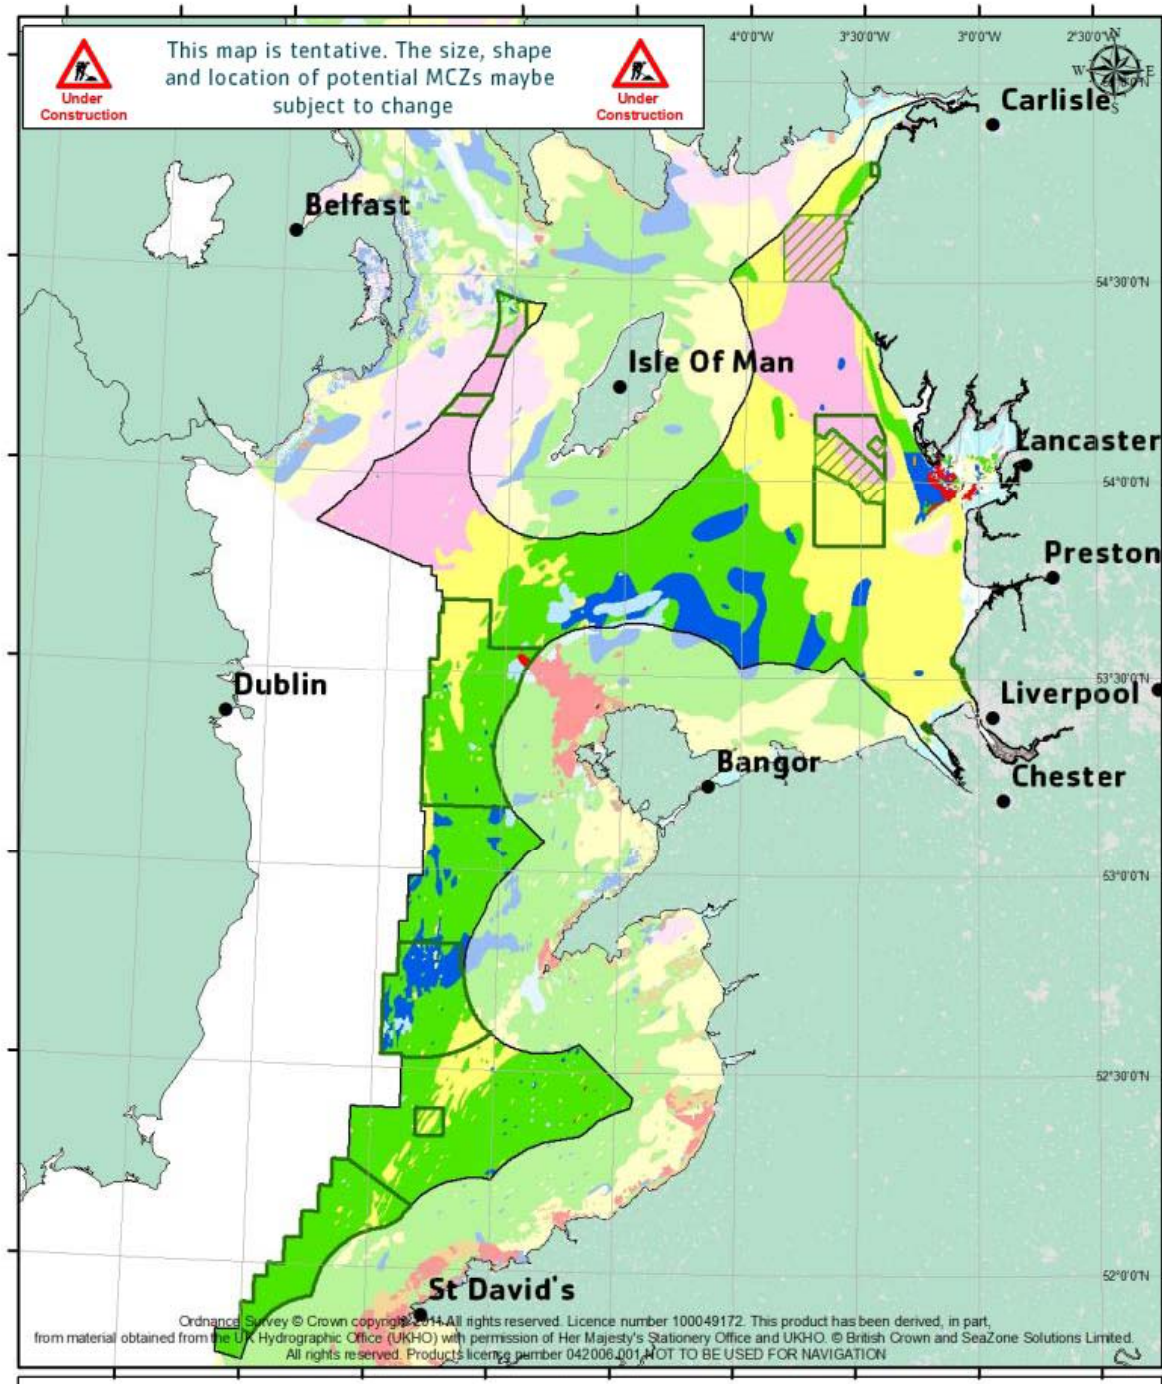 This map is tentative. The size, shape
and location of potential MCZs maybe
subject to change
Under
Construction
Under
Construction
4°0'0"W
3°30'0"W
3°0'0"W
2°30'0"W
N
W
E
S
Carlisle
Belfast
54°30'0"N
Isle Of Man
Lancaster
54°0'0"N
Preston
53°30'0"N
Dublin
Liverpool
Bangor
Chester
53°0'0"N
52°30'0"N
52°0'0"N
St David's
Ordnance Survey © Crown copyright 2011 All rights reserved. Licence number 100049172. This product has been derived, in part,
from material obtained from the UK Hydrographic Office (UKHO) with permission of Her Majesty's Stationery Office and UKHO. © British Crown and SeaZone Solutions Limited.
All rights reserved. Products licence number 042006.001 NOT TO BE USED FOR NAVIGATION